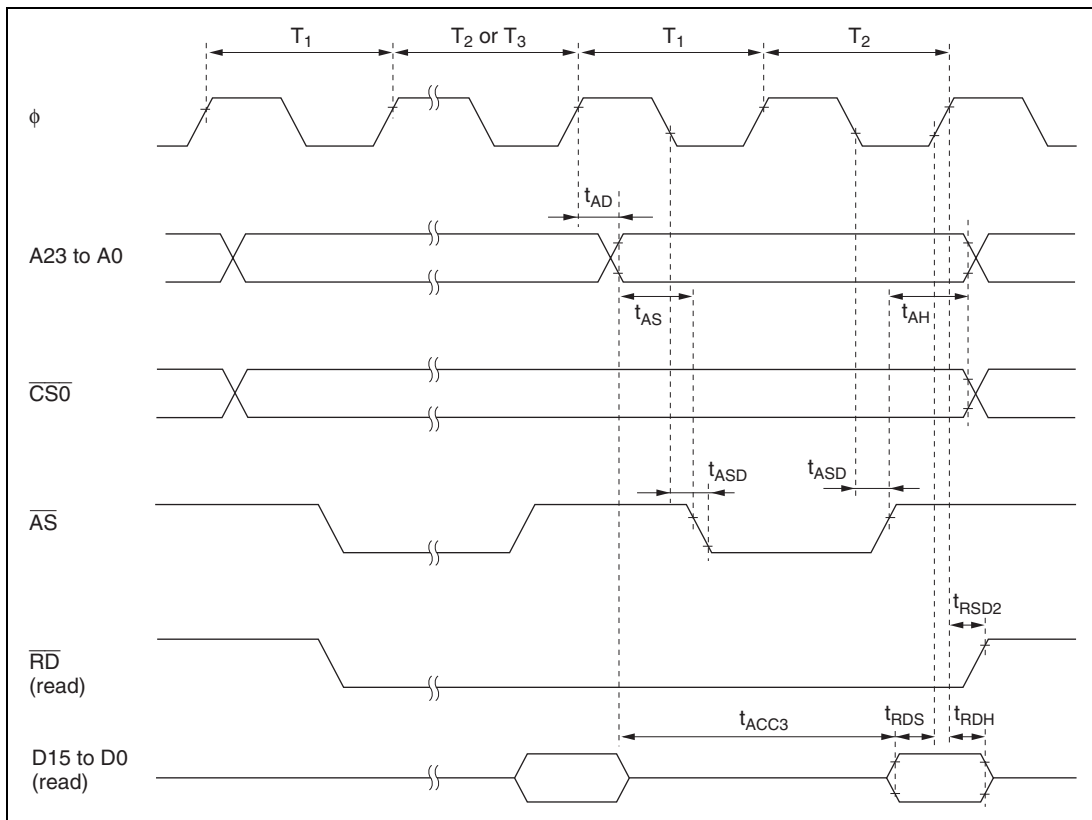 T1 T2 or T3 T1 T2
ϕ
tAD
A23 to A0
tAS tAH
CS0
tASD tASD
AS
tRSD2
RD
(read)
tACC3 tRDS tRDH
D15 to D0
(read)